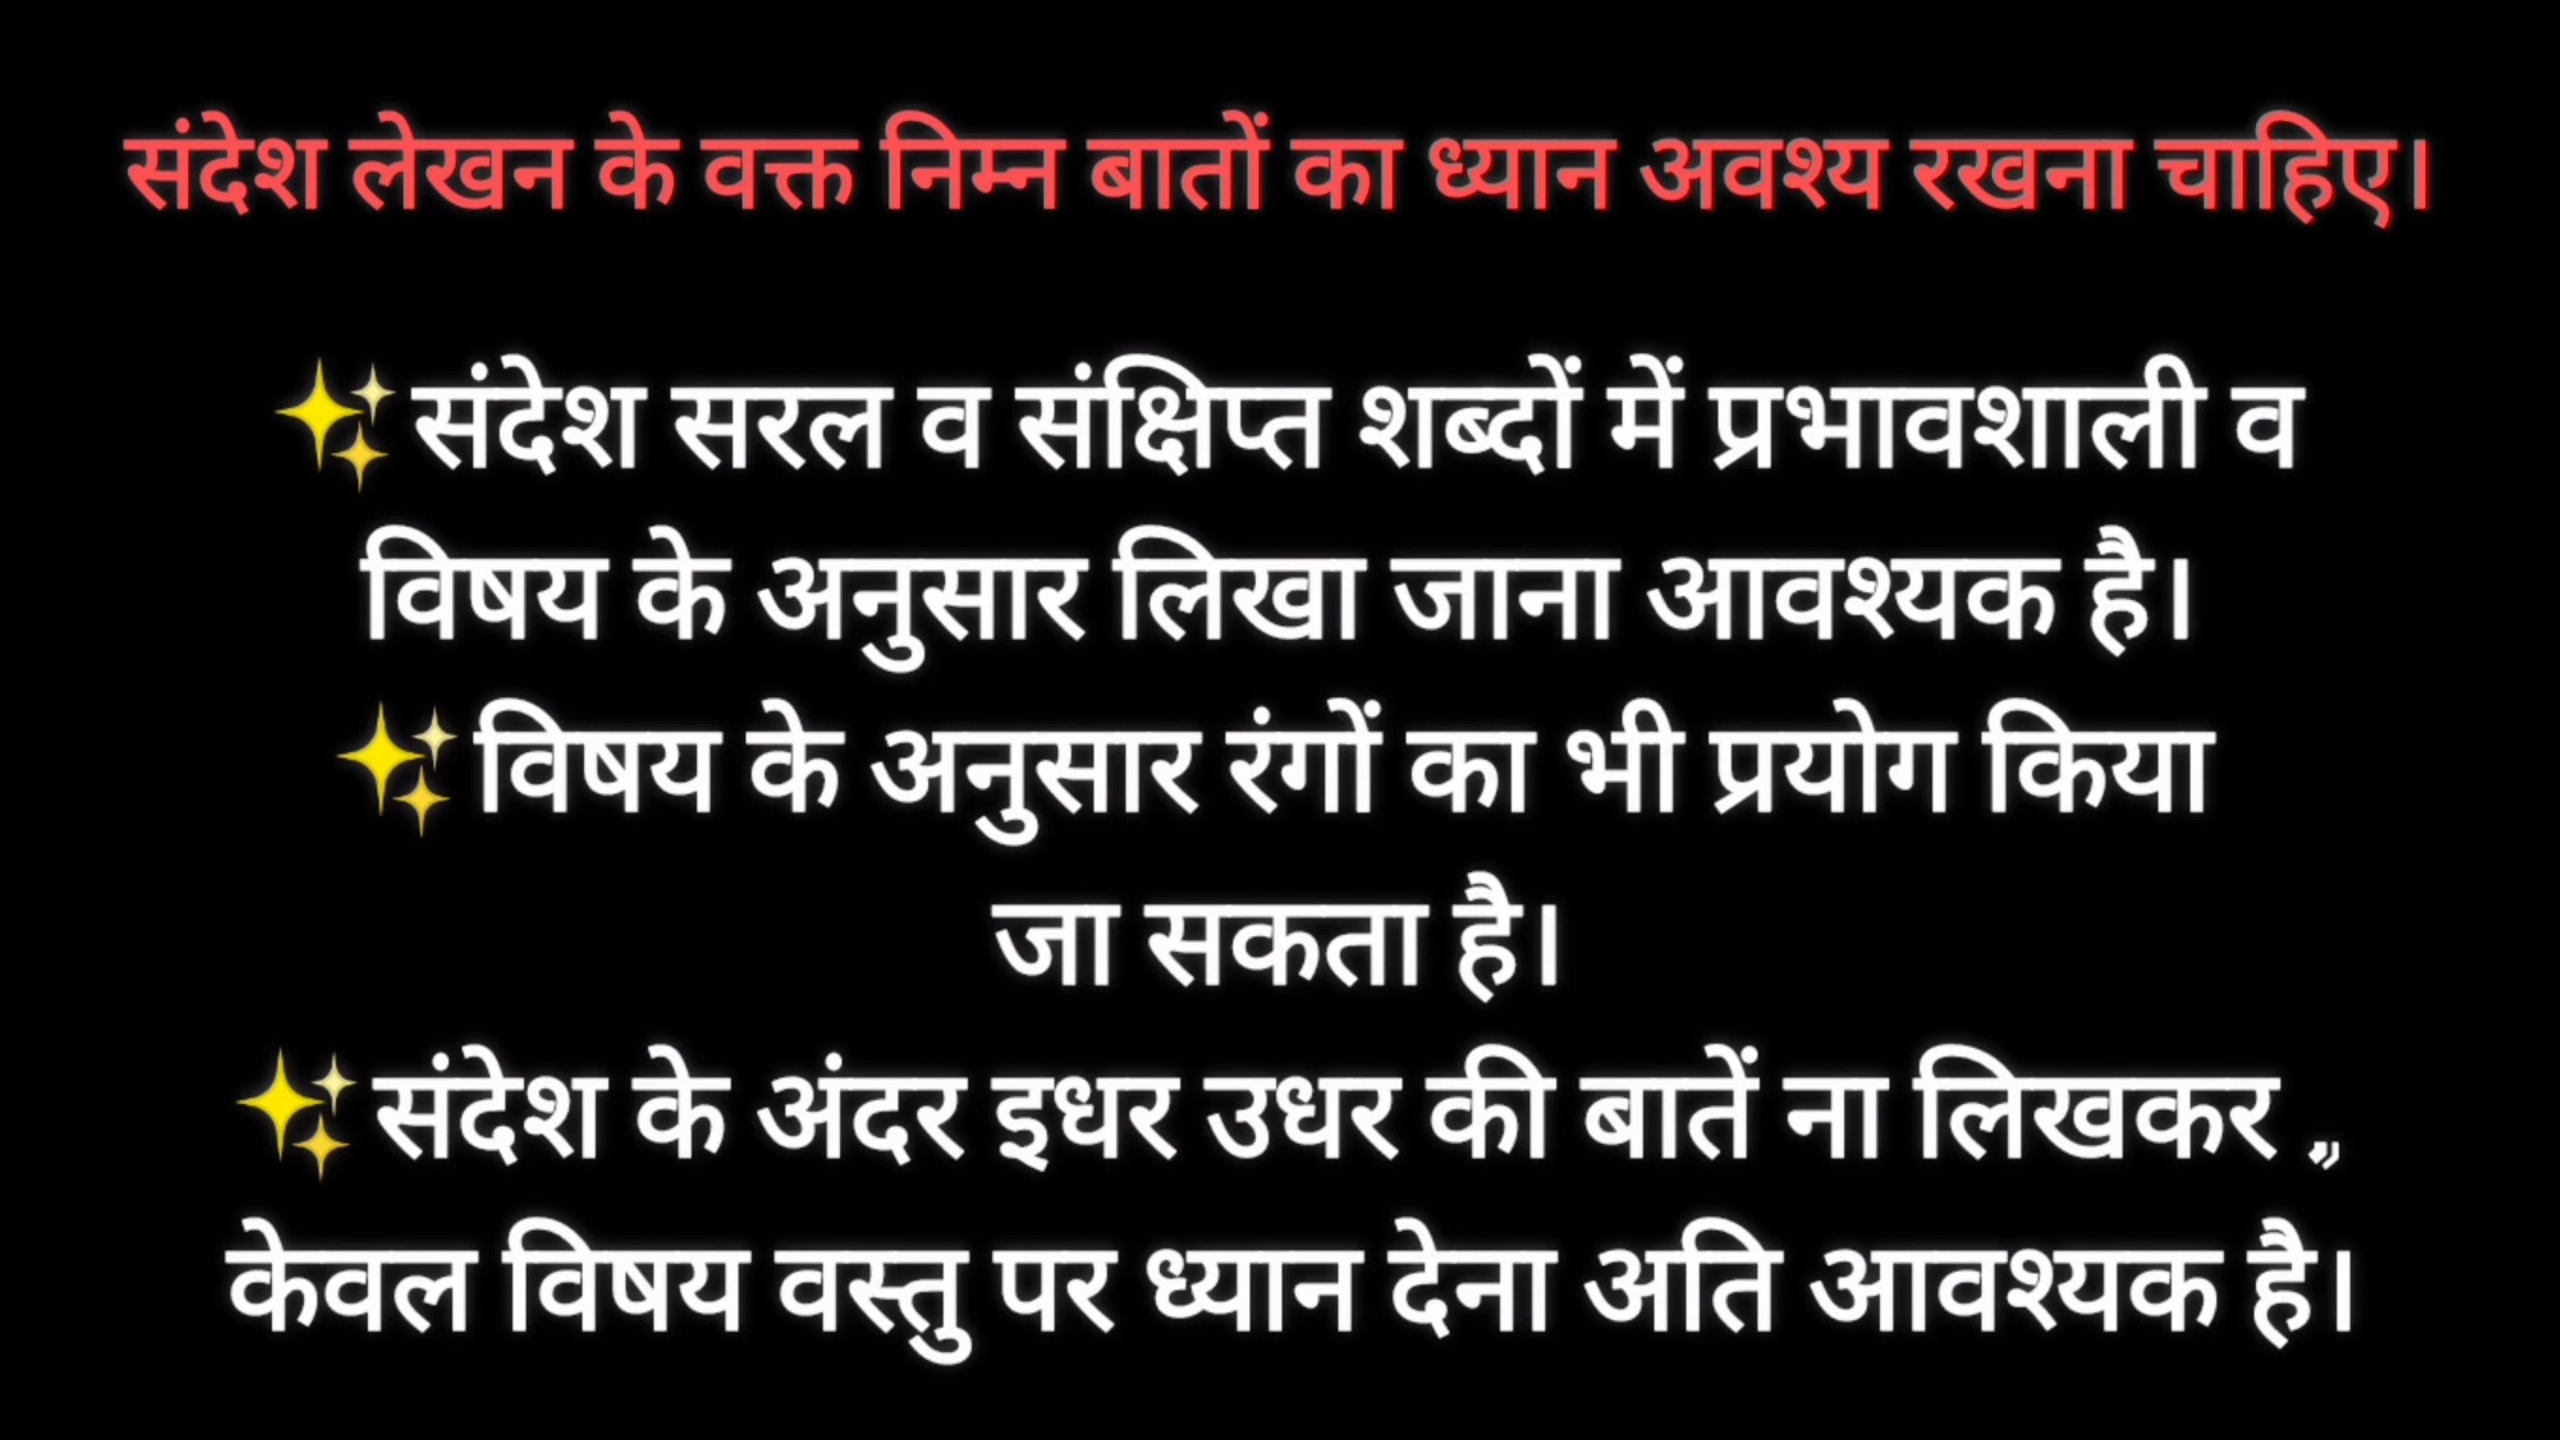 संदेश लेखन के वक्त निम्न बातों का ध्यान अवश्य रखना चाहिए।
✨संदेश सरल व संक्षिप्त शब्दों में प्रभावशाली व
विषय के अनुसार लिखा जाना आवश्यक है।
✨विषय के अनुसार रंगों का भी प्रयोग किया
जा सकता है।
✨संदेश के अंदर इधर उधर की बातें ना लिखकर „
केवल विषय वस्तु पर ध्यान देना अति आवश्यक है।